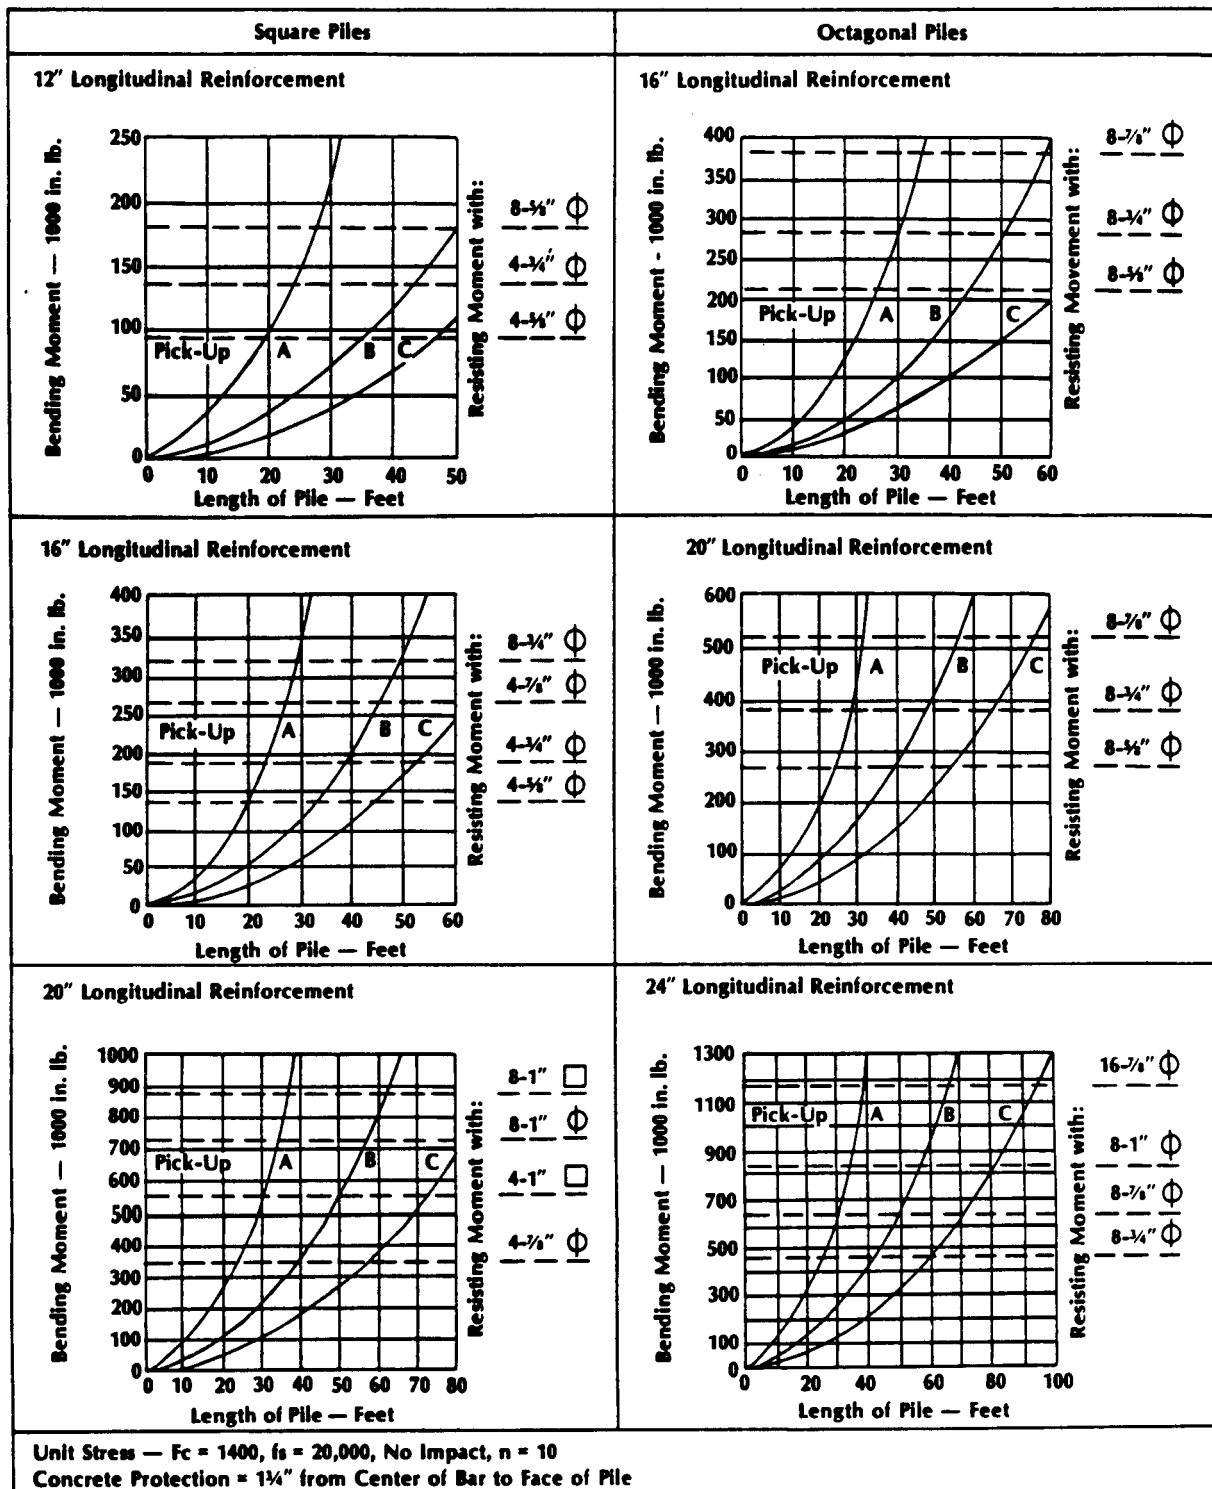 Square Piles
Octagonal Piles
12" Longitudinal Reinforcement
Bending Moment — 1000 in. lb.
250
200
150
100
50
0
Pick-Up A B C
0 10 20 30 40 50
Length of Pile — Feet
Resisting Moment with:
8-⅝" ϕ
4-¾" ϕ
4-⅝" ϕ
16" Longitudinal Reinforcement
Bending Moment - 1000 in. lb.
400
350
300
250
200
150
100
50
0
Pick-Up A B C
0 10 20 30 40 50 60
Length of Pile — Feet
Resisting Movement with:
8-⅞" ϕ
8-¾" ϕ
8-⅝" ϕ
16" Longitudinal Reinforcement
Bending Moment — 1000 in. lb.
400
350
300
250
200
150
100
50
0
Pick-Up A B C
0 10 20 30 40 50 60
Length of Pile — Feet
Resisting Moment with:
8-¾" ϕ
4-⅞" ϕ
4-¾" ϕ
4-⅝" ϕ
20" Longitudinal Reinforcement
Bending Moment — 1000 in. lb.
600
500
400
300
200
100
0
Pick-Up A B C
0 10 20 30 40 50 60 70 80
Length of Pile — Feet
Resisting Moment with:
8-⅞" ϕ
8-¾" ϕ
8-⅝" ϕ
20" Longitudinal Reinforcement
Bending Moment — 1000 in. lb.
1000
900
800
700
600
500
400
300
200
100
0
Pick-Up A B C
0 10 20 30 40 50 60 70 80
Length of Pile — Feet
Resisting Moment with:
8-1" □
8-1" ϕ
4-1" □
4-⅞" ϕ
24" Longitudinal Reinforcement
Bending Moment — 1000 in. lb.
1300
1100
900
700
500
300
100
0
Pick-Up A B C
0 20 40 60 80 100
Length of Pile — Feet
Resisting Moment with:
16-⅞" ϕ
8-1" ϕ
8-⅞" ϕ
8-¾" ϕ
Unit Stress — Fc = 1400, fs = 20,000, No Impact, n = 10
Concrete Protection = 1¼" from Center of Bar to Face of Pile